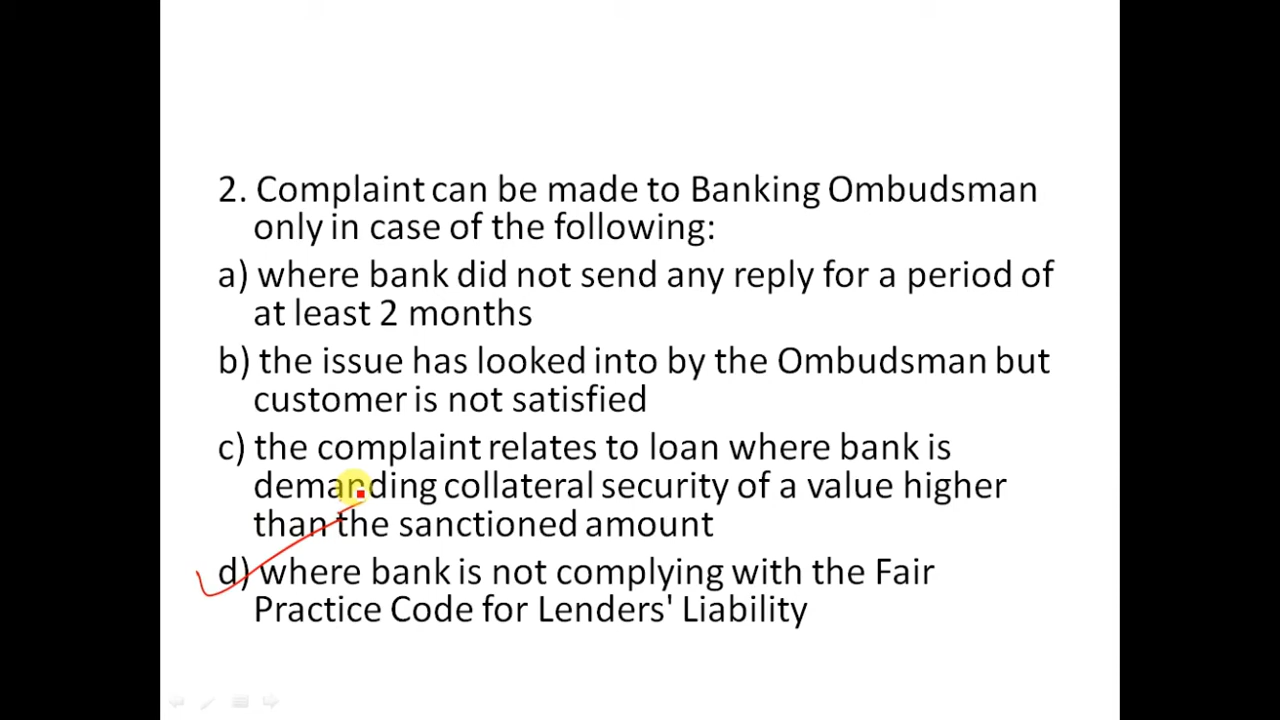 2. Complaint can be made to Banking Ombudsman
only in case of the following:
a) where bank did not send any reply for a period of
at least 2 months
b) the issue has looked into by the Ombudsman but
customer is not satisfied
c) the complaint relates to loan where bank is
demanding collateral security of a value higher
than the sanctioned amount
d) where bank is not complying with the Fair
Practice Code for Lenders' Liability